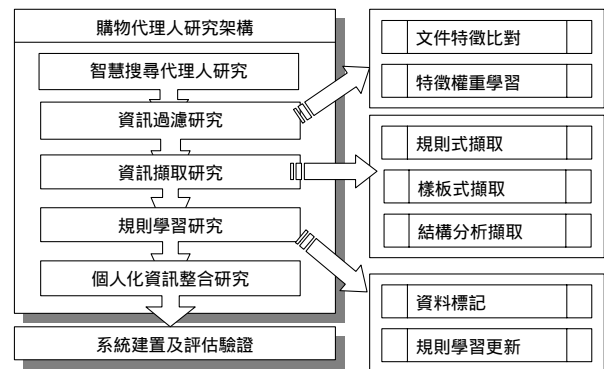 購物代理人研究架構
智慧搜尋代理人研究
資訊過濾研究
資訊擷取研究
規則學習研究
個人化資訊整合研究
系統建置及評估驗證
文件特徵比對
特徵權重學習
規則式擷取
樣板式擷取
結構分析擷取
資料標記
規則學習更新